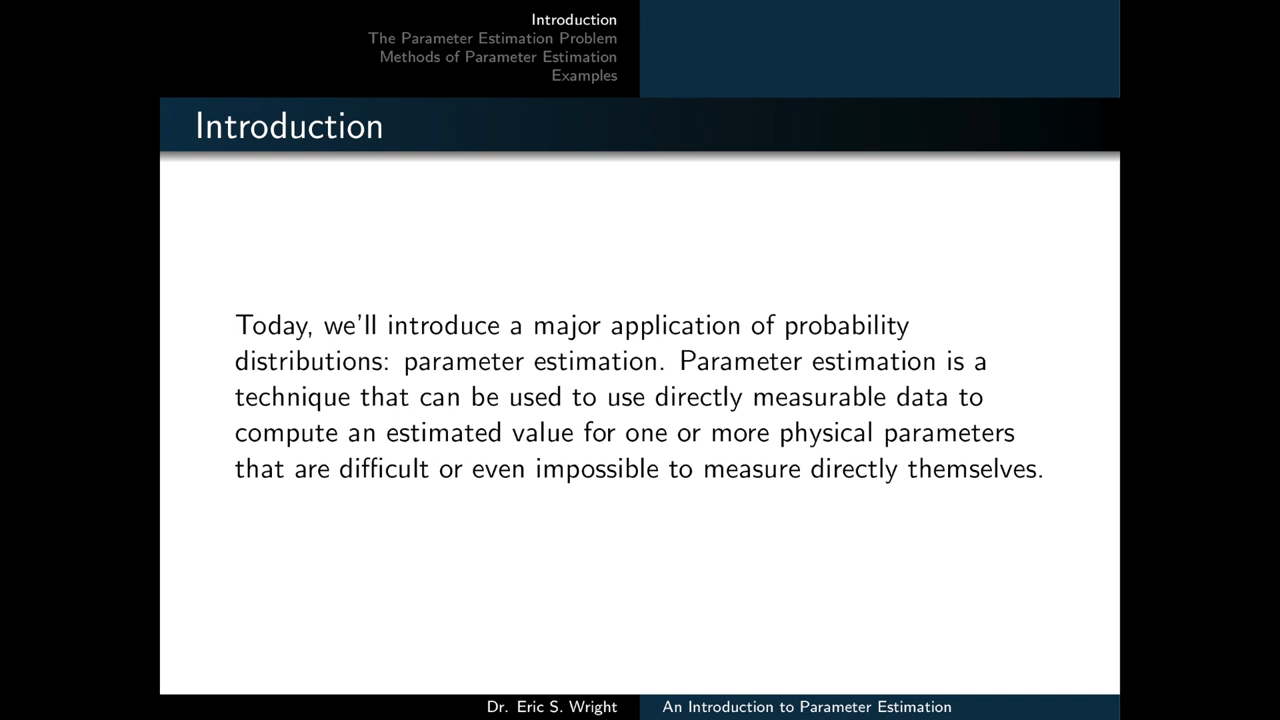 Introduction
The Parameter Estimation Problem
Methods of Parameter Estimation
Examples
Introduction
Today, we'll introduce a major application of probability
distributions: parameter estimation. Parameter estimation is a
technique that can be used to use directly measurable data to
compute an estimated value for one or more physical parameters
that are difficult or even impossible to measure directly themselves.
Dr. Eric S. Wright
An Introduction to Parameter Estimation